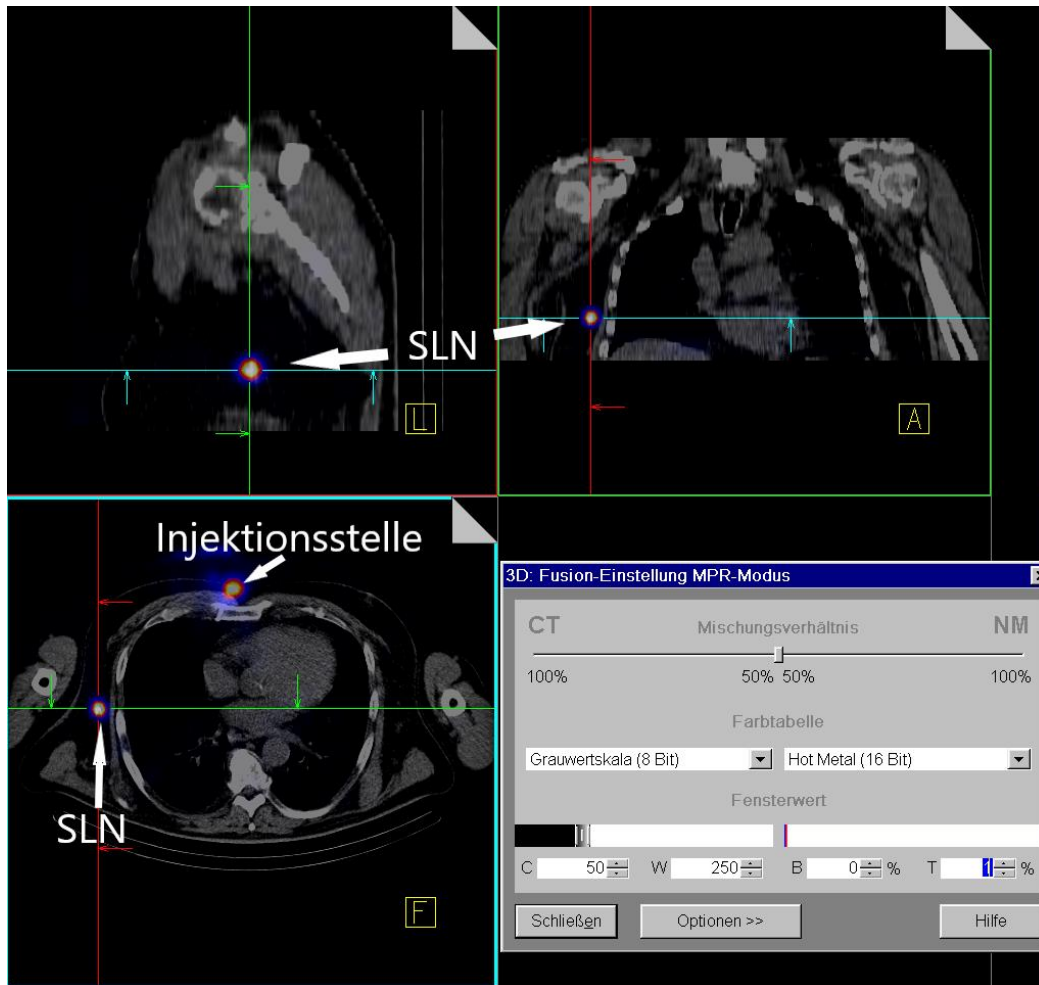 SLN
L
A
Injektionsstelle
SLN
F
3D: Fusion-Einstellung MPR-Modus
CT Mischungsverhältnis NM
100% 50% 50% 100%
Farbtabelle
Grauwertskala (8 Bit) Hot Metal (16 Bit)
Fensterwert
C 50 W 250 B 0 % T 1 %
Schließen Optionen >> Hilfe